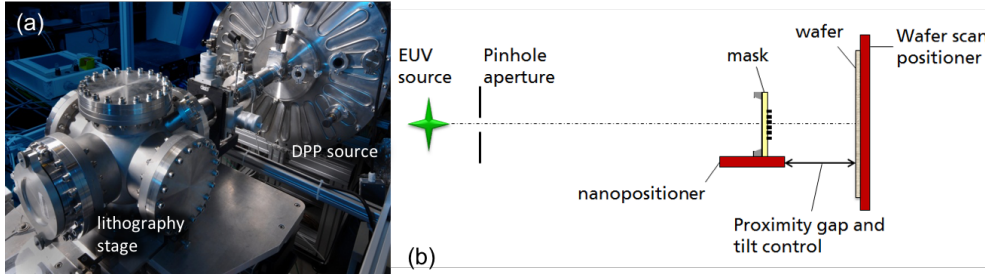 (a)
DPP source
lithography
stage
EUV
source
Pinhole
aperture
mask
wafer
Wafer scan
positioner
nanopositioner
Proximity gap and
tilt control
(b)